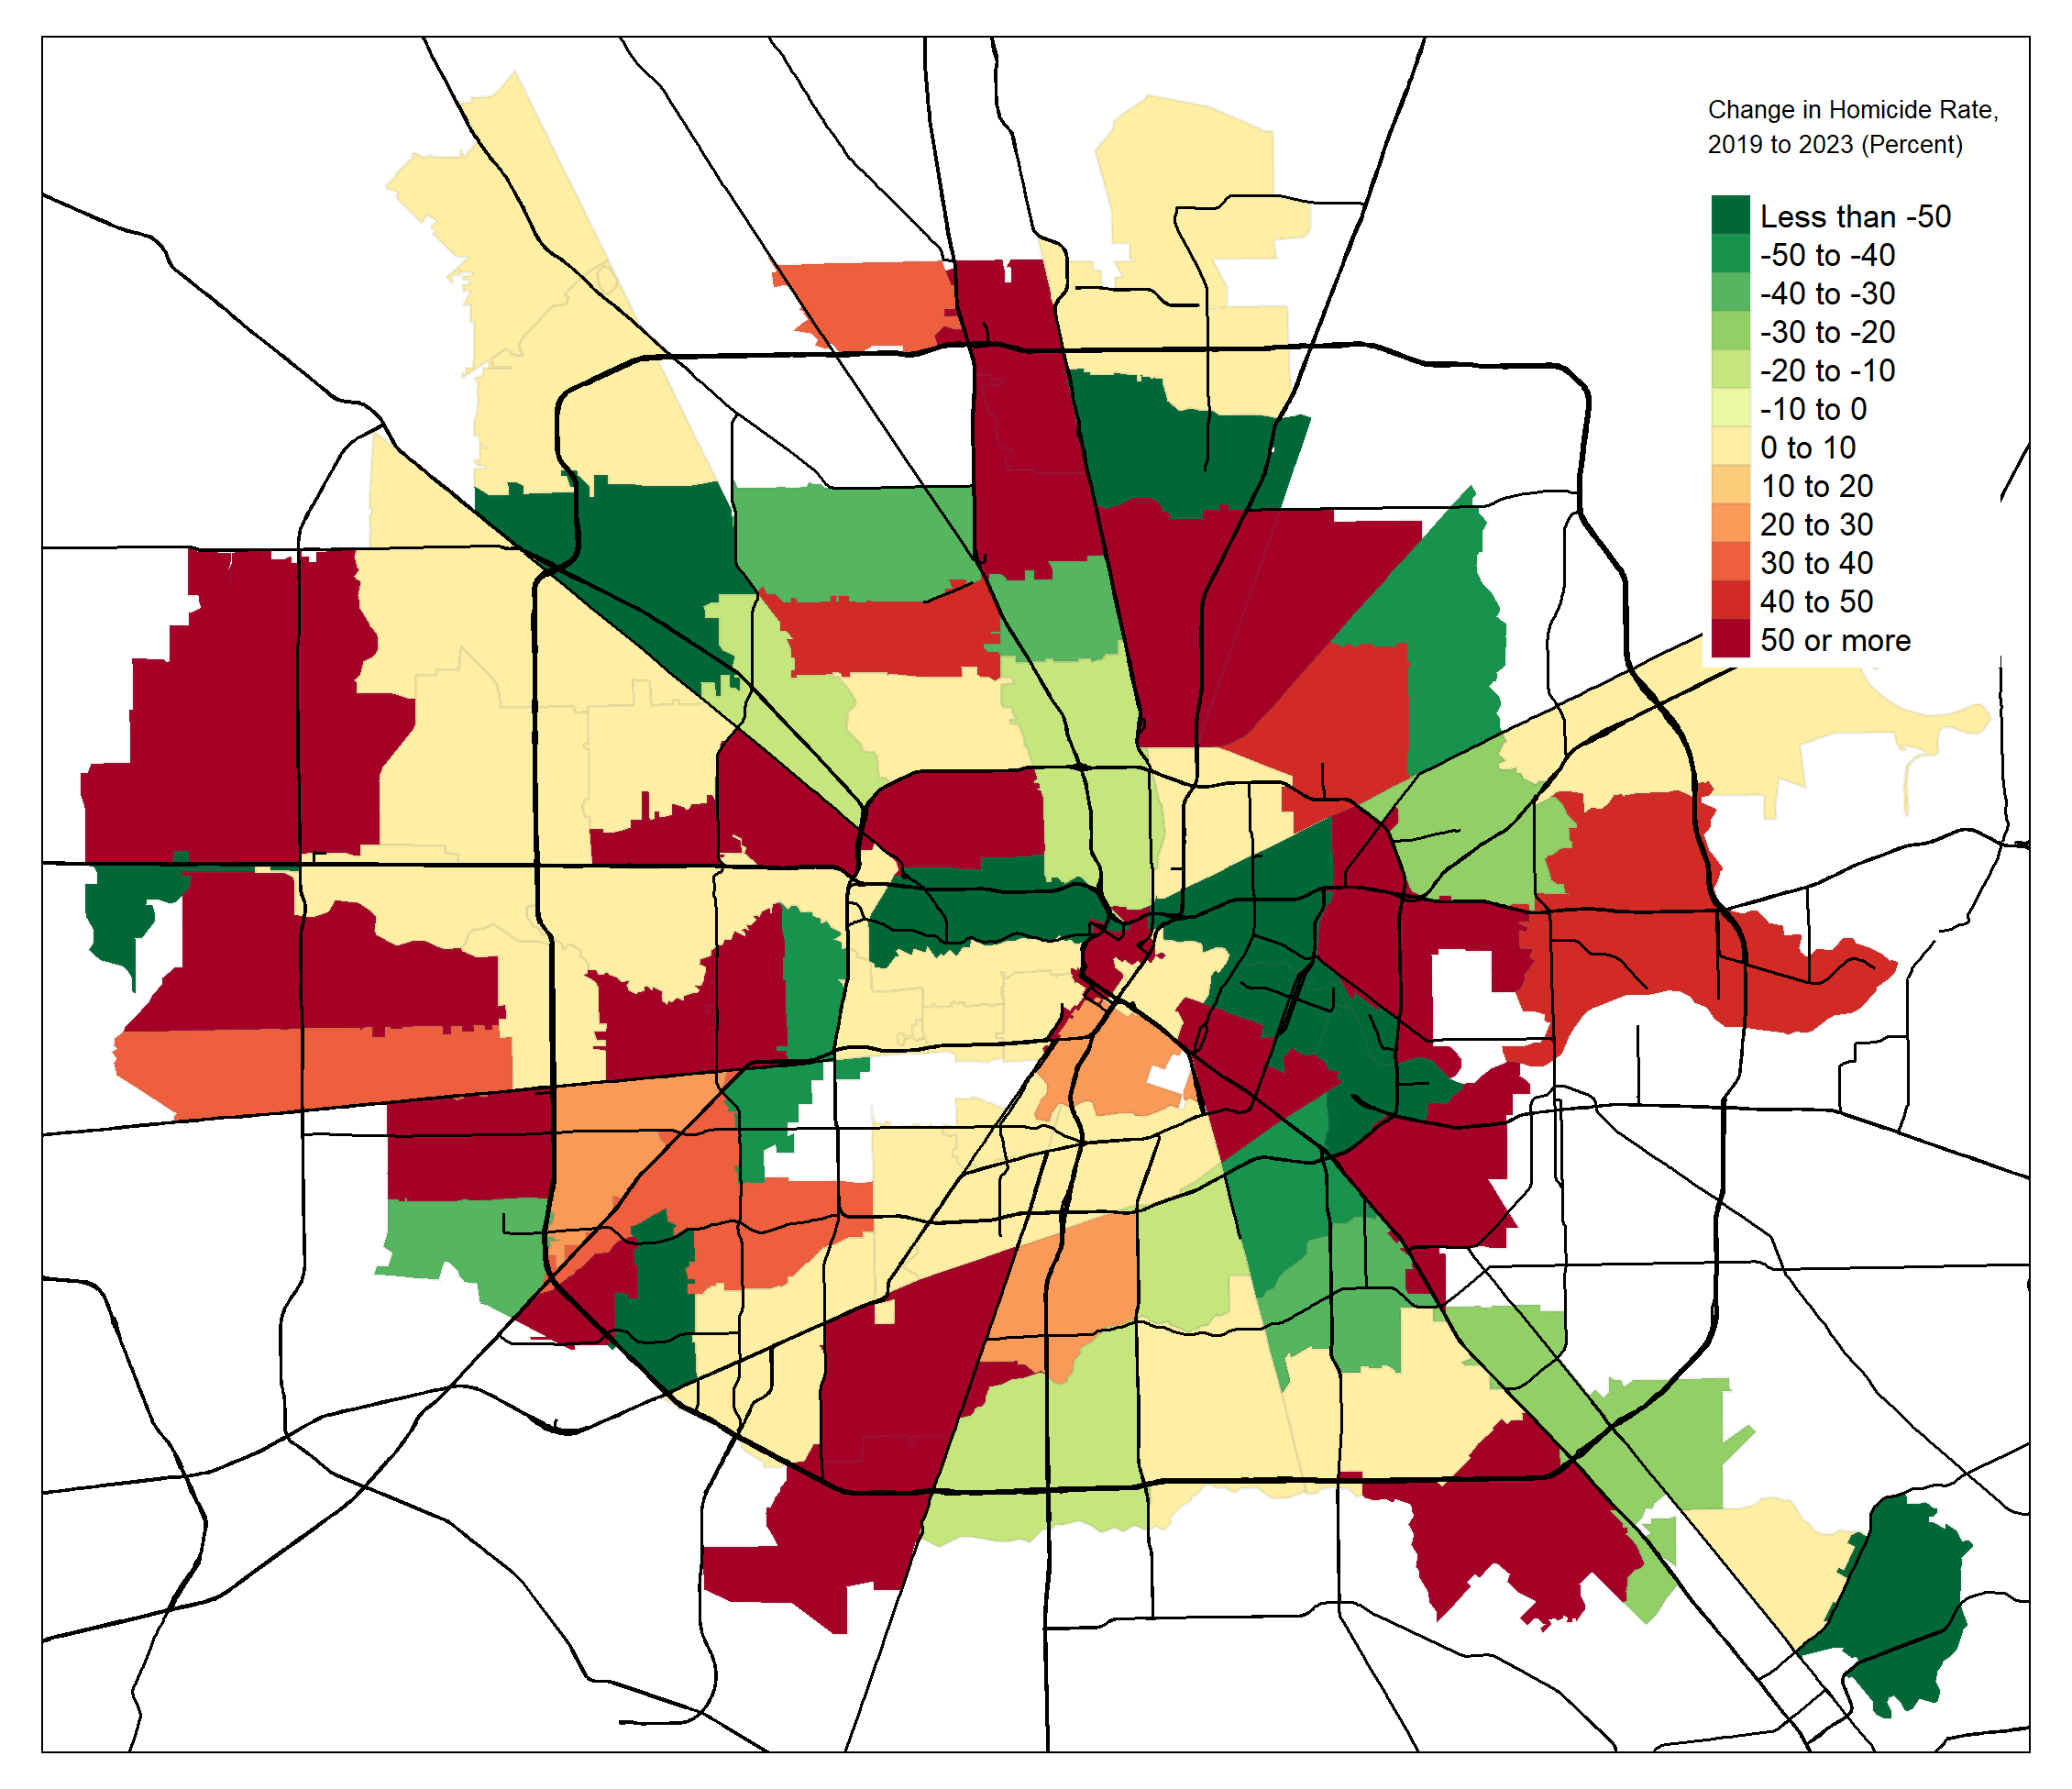 Change in Homicide Rate,
2019 to 2023 (Percent)
Less than -50
-50 to -40
-40 to -30
-30 to -20
-20 to -10
-10 to 0
0 to 10
10 to 20
20 to 30
30 to 40
40 to 50
50 or more